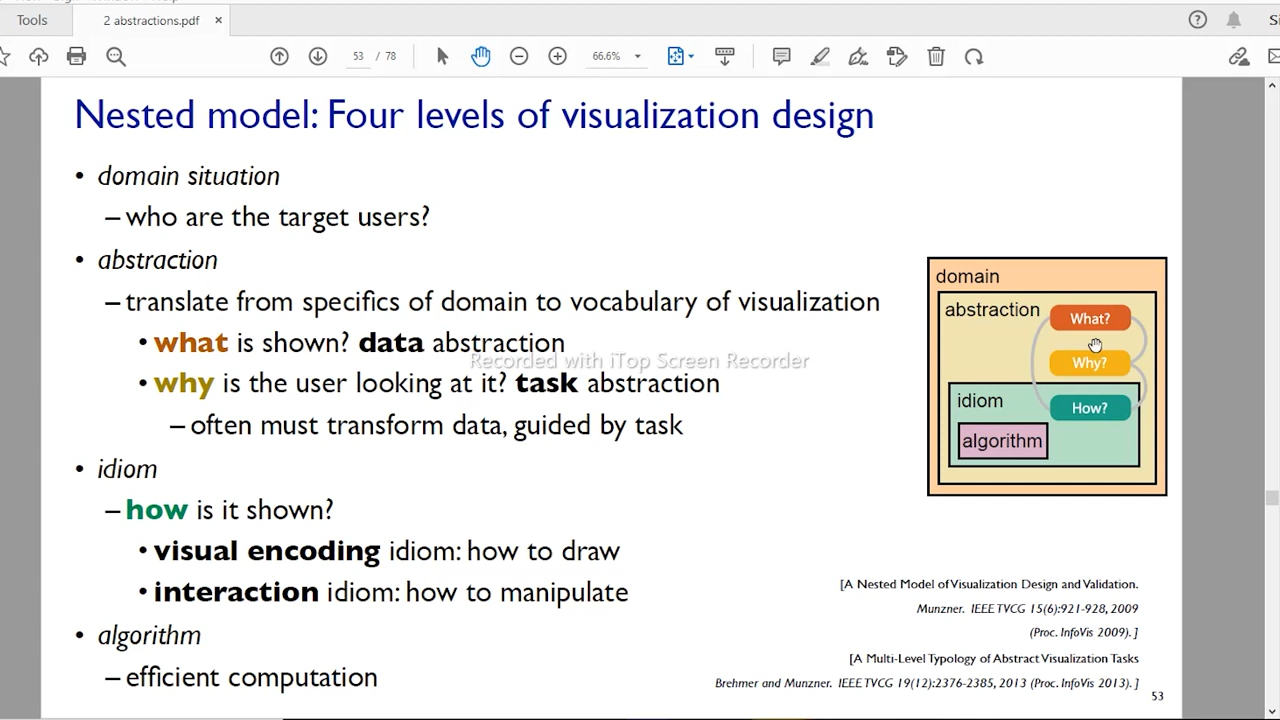 Tools
2 abstractions.pdf ×
53 / 78
66.6%
Nested model: Four levels of visualization design
• domain situation
– who are the target users?
• abstraction
– translate from specifics of domain to vocabulary of visualization
• what is shown? data abstraction
• why is the user looking at it? task abstraction
– often must transform data, guided by task
• idiom
– how is it shown?
• visual encoding idiom: how to draw
• interaction idiom: how to manipulate
• algorithm
– efficient computation
Recorded with iTop Screen Recorder
domain
abstraction
What?
Why?
idiom
How?
algorithm
[A Nested Model of Visualization Design and Validation.
Munzner. IEEE TVCG 15(6):921-928, 2009
(Proc. InfoVis 2009). ]
[A Multi-Level Typology of Abstract Visualization Tasks
Brehmer and Munzner. IEEE TVCG 19(12):2376-2385, 2013 (Proc. InfoVis 2013). ]
53